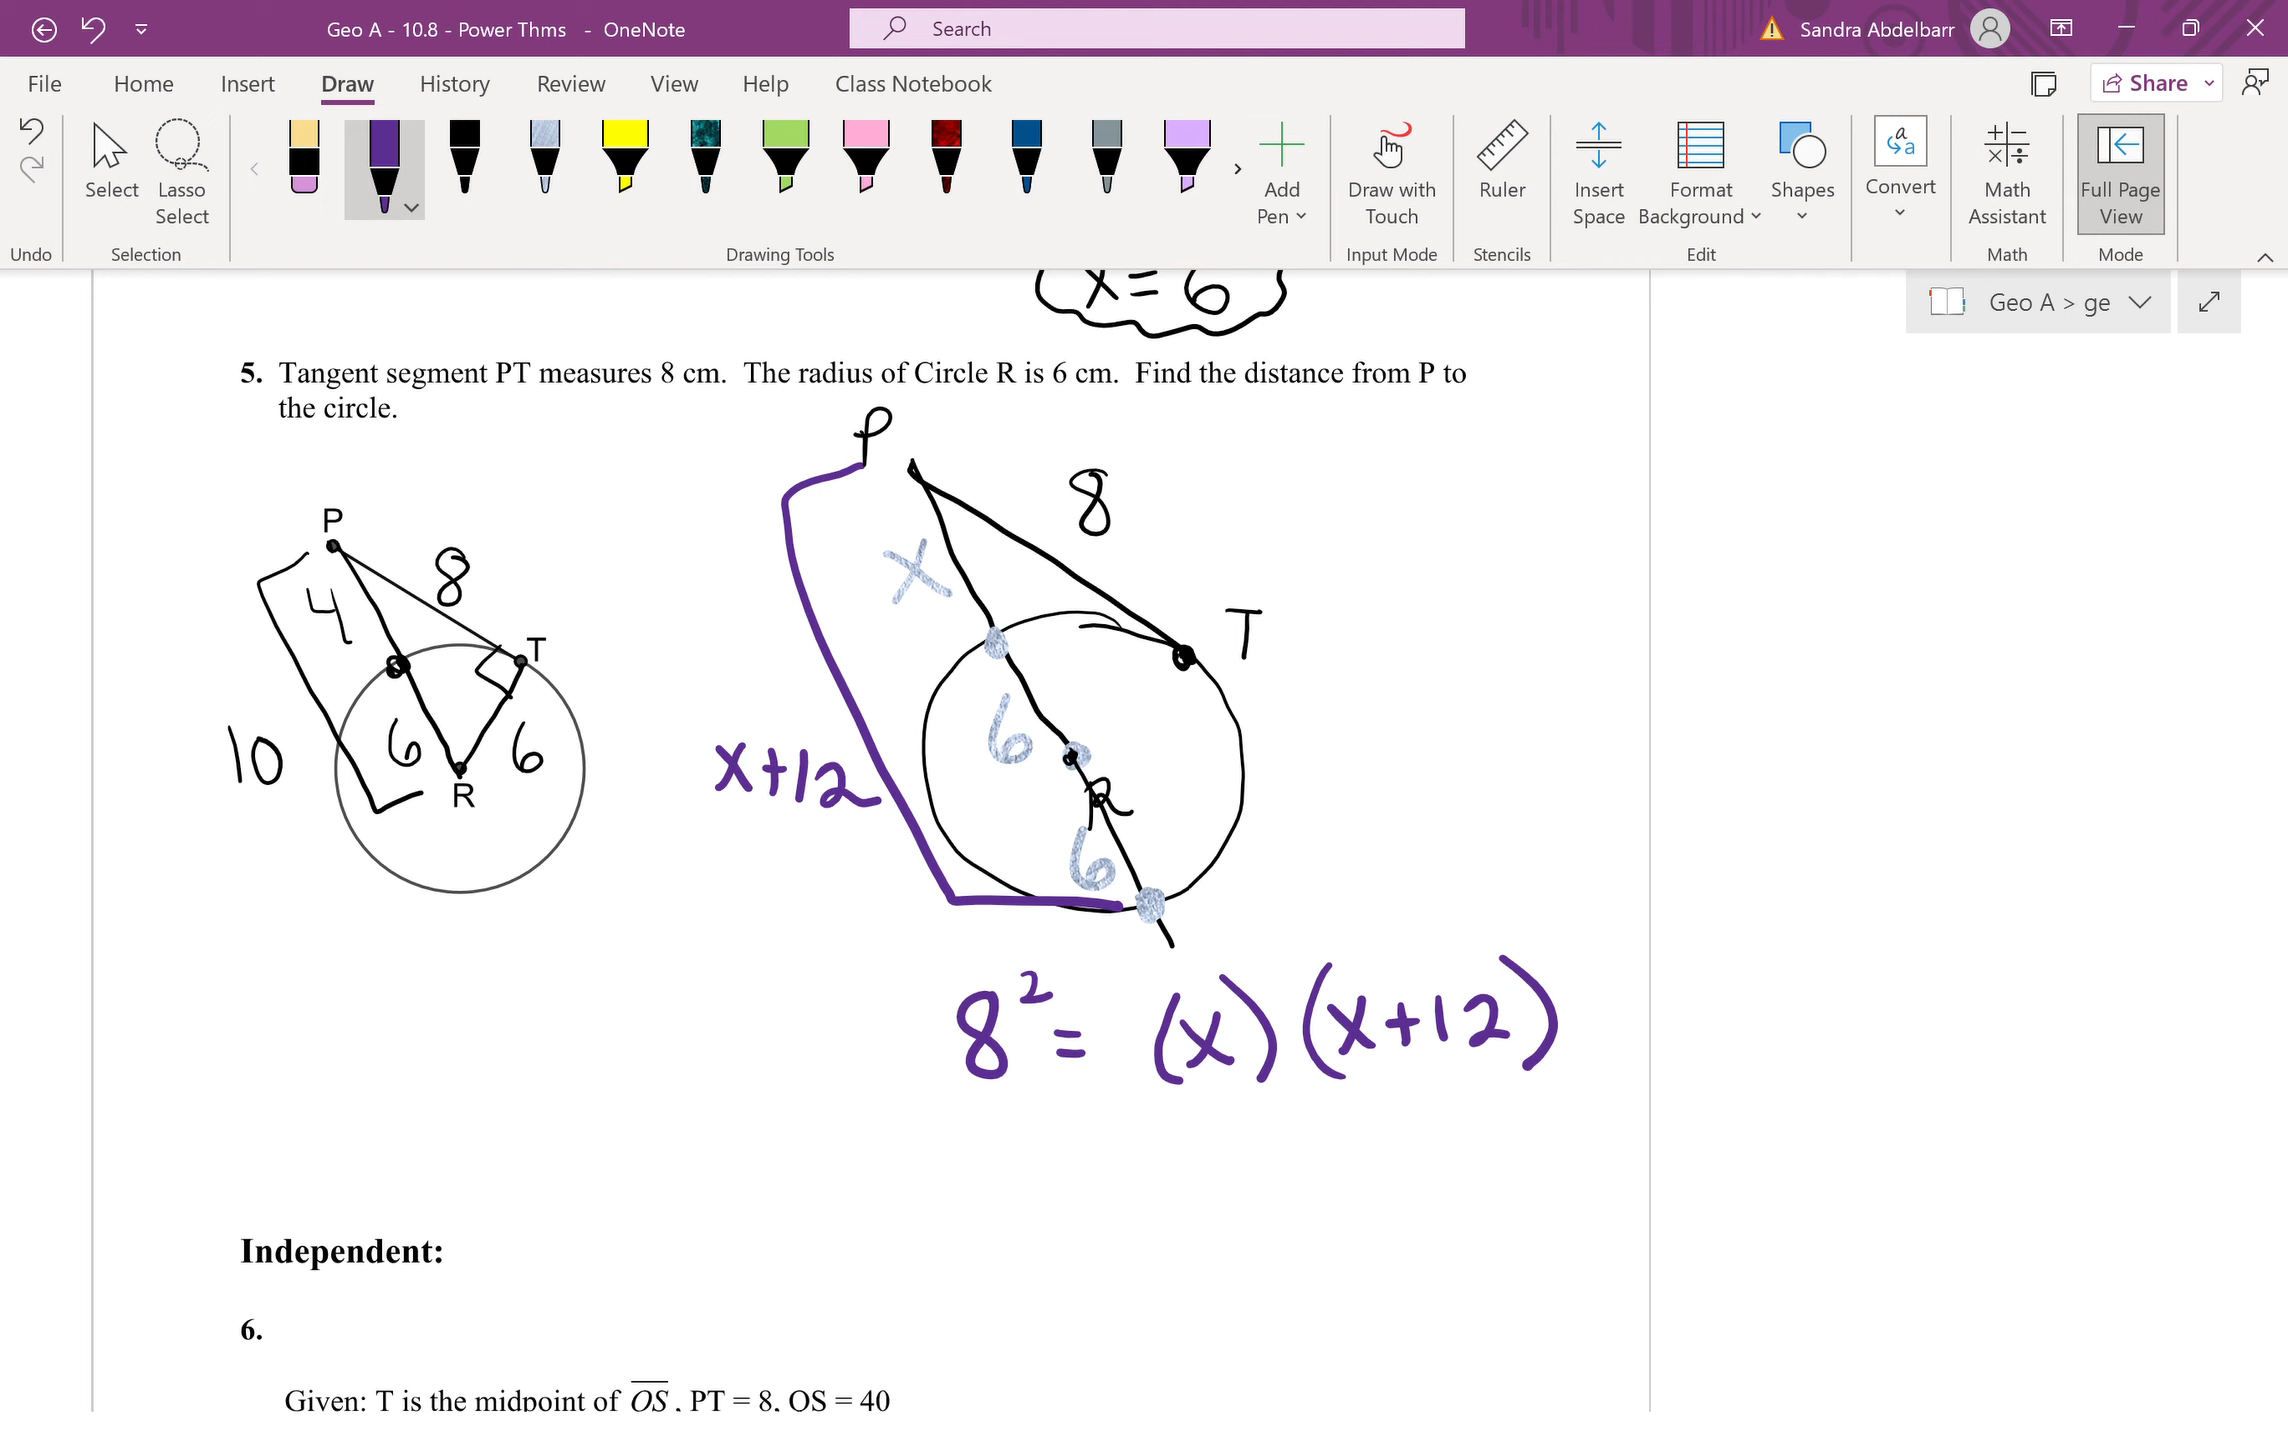 Geo A - 10.8 - Power Thms - OneNote
Search
Sandra Abdelbarr
File Home Insert Draw History Review View Help Class Notebook
Share
Select
Lasso Select
Add Pen
Draw with Touch
Ruler
Insert Space
Format Background
Shapes
Convert
Math Assistant
Full Page View
Undo Selection Drawing Tools Input Mode Stencils Edit Math Mode
Geo A > ge
x = 6
5. Tangent segment PT measures 8 cm. The radius of Circle R is 6 cm. Find the distance from P to
the circle.
P
8
4
T
10
6
6
R
P
8
x
T
6
x+12
R
6
8² = (x)(x+12)
Independent:
6.
Given: T is the midpoint of O̅S̅, PT = 8, OS = 40